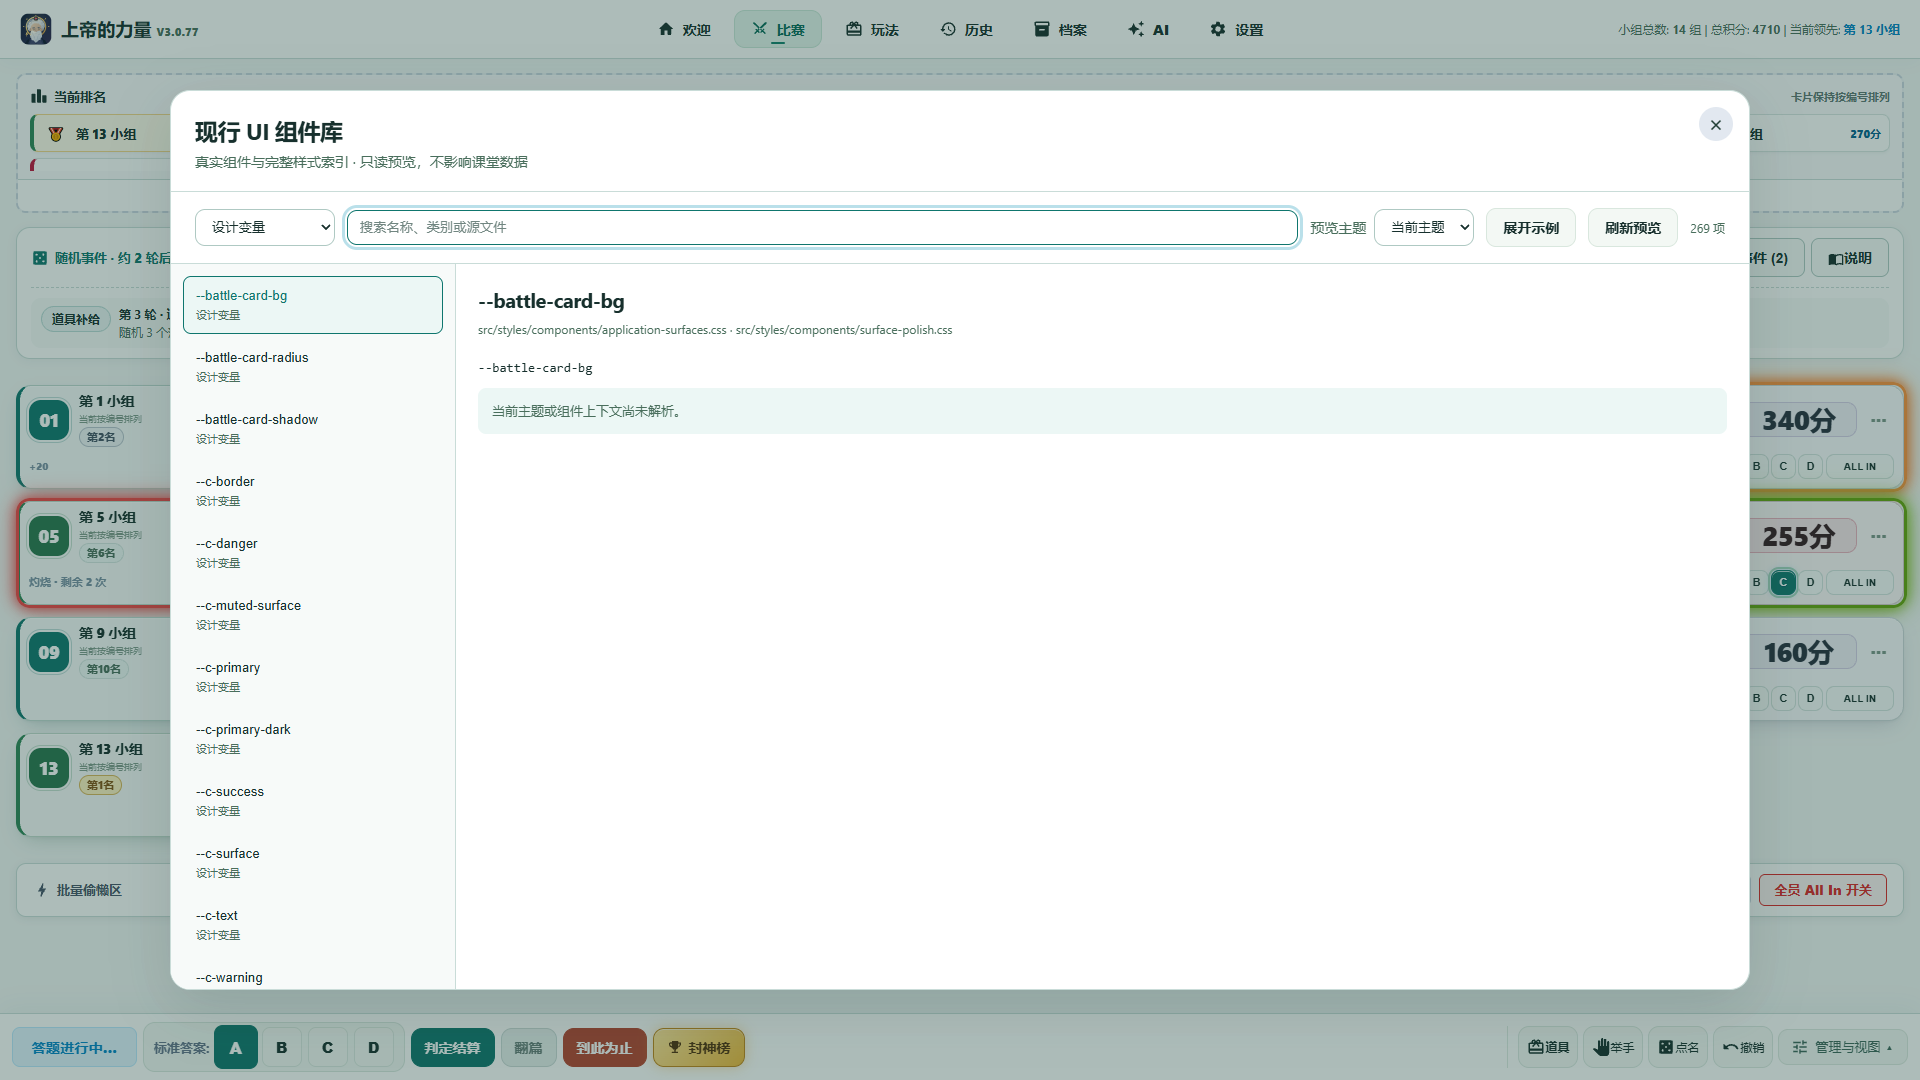 上帝的力量 V3.0.77
欢迎
比赛
玩法
历史
档案
AI
设置
小组总数: 14 组 | 总积分: 4710 | 当前领先: 第 13 小组
当前排名
卡片保持按编号排列
第 13 小组
组
270分
现行 UI 组件库
真实组件与完整样式索引 · 只读预览，不影响课堂数据
设计变量
搜索名称、类别或源文件
预览主题
当前主题
展开示例
刷新预览
269 项
随机事件 · 约 2 轮后
件 (2)
说明
道具补给
第 3 轮 ·
随机 3 个
--battle-card-bg
设计变量
--battle-card-radius
设计变量
--battle-card-shadow
设计变量
--c-border
设计变量
--c-danger
设计变量
--c-muted-surface
设计变量
--c-primary
设计变量
--c-primary-dark
设计变量
--c-success
设计变量
--c-surface
设计变量
--c-text
设计变量
--c-warning
--battle-card-bg
src/styles/components/application-surfaces.css · src/styles/components/surface-polish.css
--battle-card-bg
当前主题或组件上下文尚未解析。
01
第 1 小组
当前按编号排列
第2名
+20
340分
B
C
D
ALL IN
05
第 5 小组
当前按编号排列
第6名
灼烧 · 剩余 2 次
255分
B
C
D
ALL IN
09
第 9 小组
当前按编号排列
第10名
160分
B
C
D
ALL IN
13
第 13 小组
当前按编号排列
第1名
批量偷懒区
全员 All In 开关
答题进行中...
标准答案:
A
B
C
D
判定结算
翻篇
到此为止
封神榜
道具
举手
点名
撤销
管理与视图